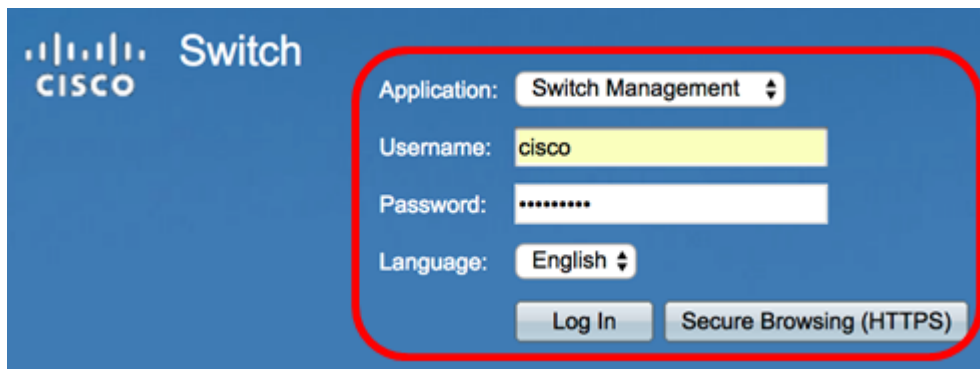 CISCO
Switch
Application: Switch Management
Username: cisco
Password: •••••••••
Language: English
Log In Secure Browsing (HTTPS)